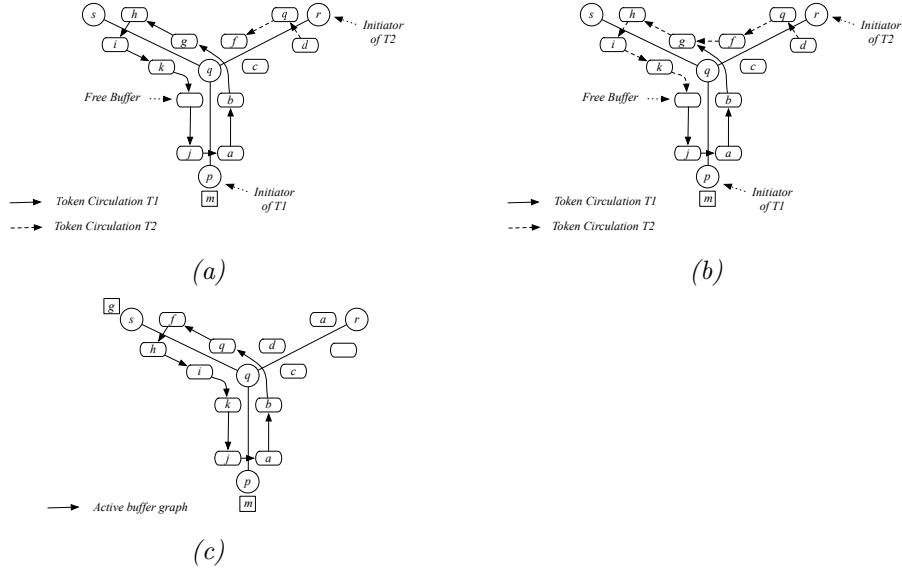 s
h
q
r
i
g
f
d
Initiator
of T2
k
q
c
Free Buffer
b
j
a
p
Initiator
of T1
m
Token Circulation T1
Token Circulation T2
(a)
s
h
q
r
i
g
f
d
Initiator
of T2
k
q
c
Free Buffer
b
j
a
p
Initiator
of T1
m
Token Circulation T1
Token Circulation T2
(b)
g
s
f
a
r
h
q
d
i
q
c
k
b
j
a
p
m
Active buffer graph
(c)